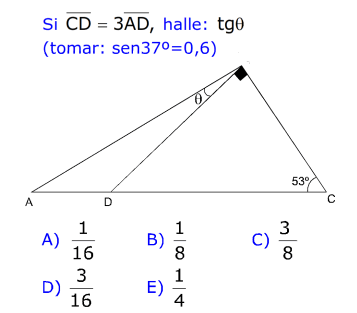 Si CD = 3AD, halle: tgθ
(tomar: sen37º=0,6)
θ
53º
A D C
A) 1/16 B) 1/8 C) 3/8
D) 3/16 E) 1/4